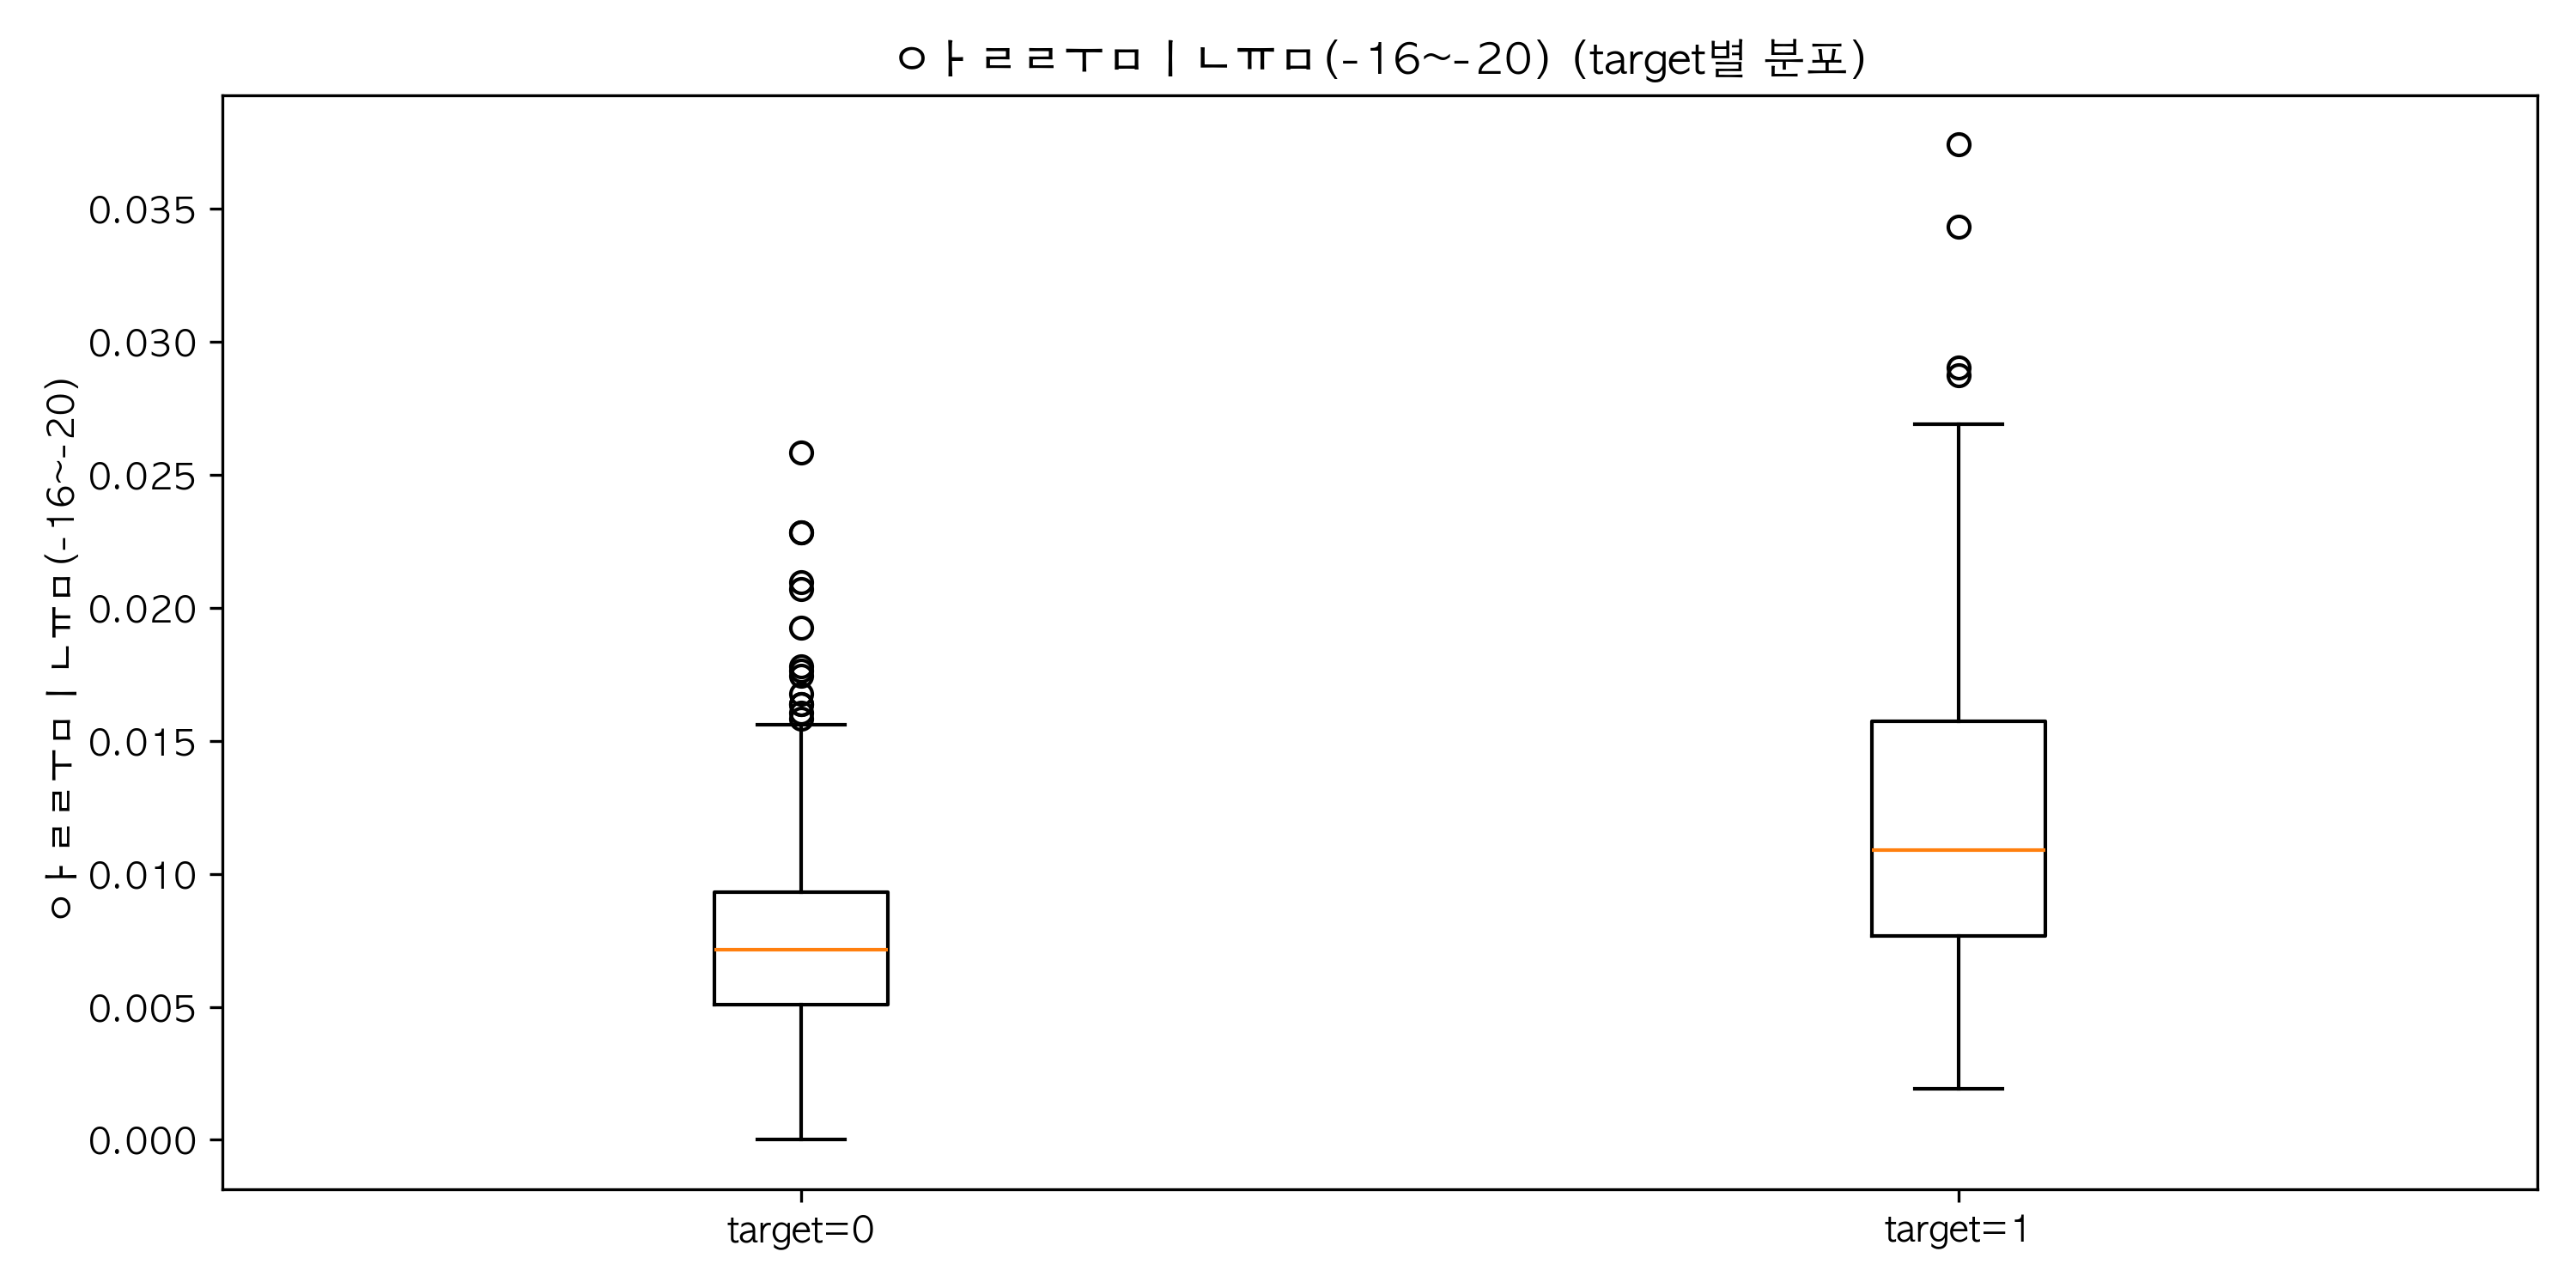 ㅇㅏㄹㄹㅜㅁㅣㄴㅠㅁ(-16~-20) (target별 분포)
ㅇㅏㄹㄹㅜㅁㅣㄴㅠㅁ(-16~-20)
0.035
0.030
0.025
0.020
0.015
0.010
0.005
0.000
target=0
target=1